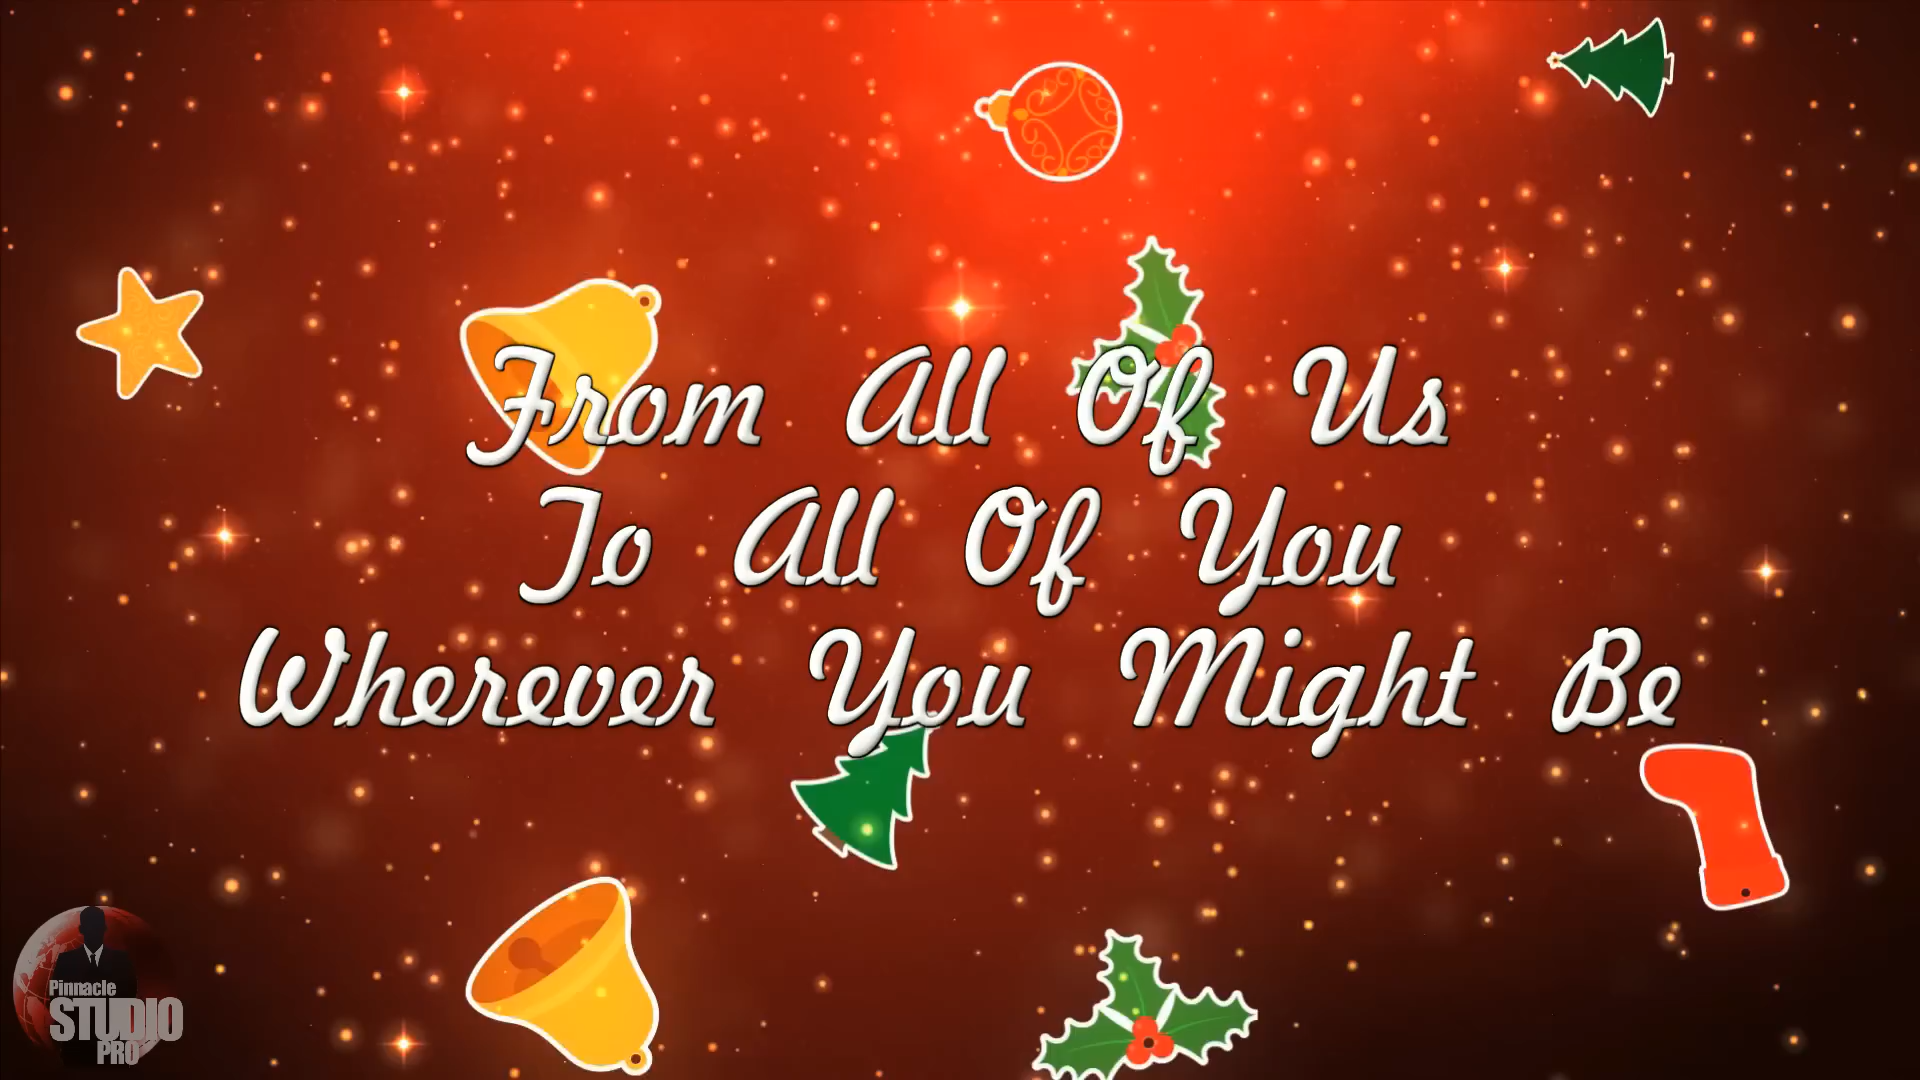 From All Of Us
To All Of You
Wherever You Might Be
Pinnacle
STUDIO
PRO